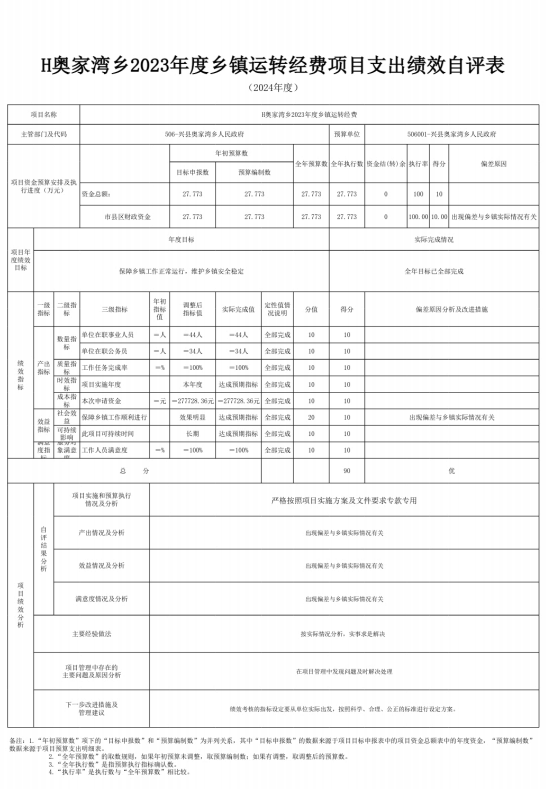 H奥家湾乡2023年度乡镇运转经费项目支出绩效自评表
（2024年度）
项目名称 H奥家湾乡2023年度乡镇运转经费
主管部门及代码 506-兴县奥家湾乡人民政府 预算单位 506001-兴县奥家湾乡人民政府
项目资金预算安排及执行进度（万元） 年初预算数 全年预算数 全年执行数 资金结(转)余 执行率 得分 偏差原因
目标申报数 预算编制数
资金总额: 27.773 27.773 27.773 27.773 0 100 10
市县区财政资金 27.773 27.773 27.773 27.773 0 100.00 10.00 出现偏差与乡镇实际情况有关
项目年度绩效目标 年度目标 实际完成情况
保障乡镇工作正常运行，维护乡镇安全稳定 全年目标已全部完成
绩效指标 一级指标 二级指标 三级指标 年初指标值 调整后指标值 实际完成值 定性值情况说明 分值 得分 偏差原因分析及改进措施
产出指标 数量指标 单位在职事业人员 =人 =44人 =44人 全部完成 10 10
单位在职公务员 =人 =34人 =34人 全部完成 10 10
质量指标 工作任务完成率 =% =100% =100% 全部完成 10 10
时效指标 项目实施年度 本年度 达成预期指标 全部完成 10 10
成本指标 本次申请资金 =元 =277728.36元 =277728.36元 全部完成 10 10
效益指标 社会效益 保障乡镇工作顺利进行 效果明显 达成预期指标 全部完成 20 10 出现偏差与乡镇实际情况有关
可持续影响 此项目可持续时间 长期 达成预期指标 全部完成 10 10
满意度指标 服务对象满意度 工作人员满意度 =% =100% =100% 全部完成 10 10
总 分 90 优
项目绩效分析 自评结果分析 项目实施和预算执行情况及分析 严格按照项目实施方案及文件要求专款专用
产出情况及分析 出现偏差与乡镇实际情况有关
效益情况及分析 出现偏差与乡镇实际情况有关
满意度情况及分析 出现偏差与乡镇实际情况有关
主要经验做法 按实际情况分析，实事求是解决
项目管理中存在的主要问题及原因分析 在项目管理中发现问题及时解决处理
下一步改进措施及管理建议 绩效考核的指标设定要从单位实际出发，按照科学、合理、公正的标准进行设定方案。
备注：1.“年初预算数”项下的“目标申报数”和“预算编制数”为并列关系，其中“目标申报数”的数据来源于项目目标申报表中的项目资金总额表中的年度资金，“预算编制数”
数据来源于项目预算支出明细表。
2.“全年预算数”的取数规则，如果年初预算未调整，取预算编制数；如果有调整，取调整后的预算数。
3.“全年执行数”是指预算执行指标确认数。
4.“执行率”是执行数与“全年预算数”相比较。